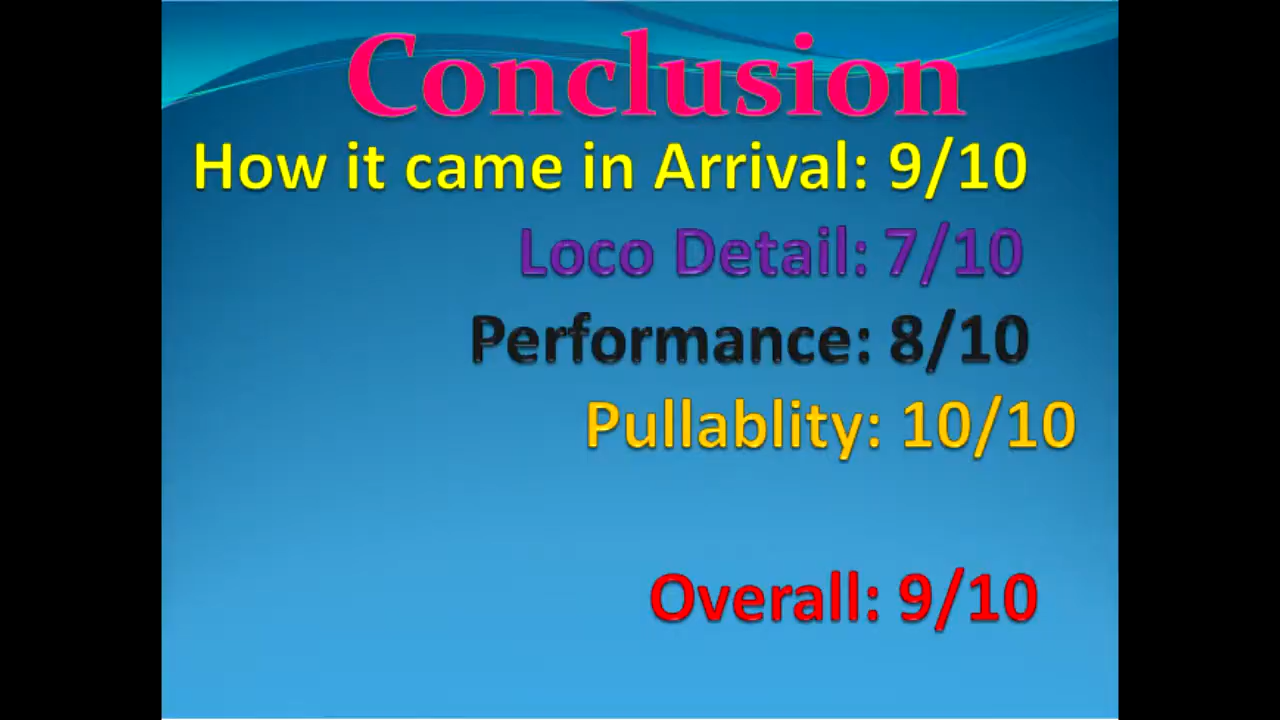 Conclusion
How it came in Arrival: 9/10
Loco Detail: 7/10
Performance: 8/10
Pullablity: 10/10
Overall: 9/10